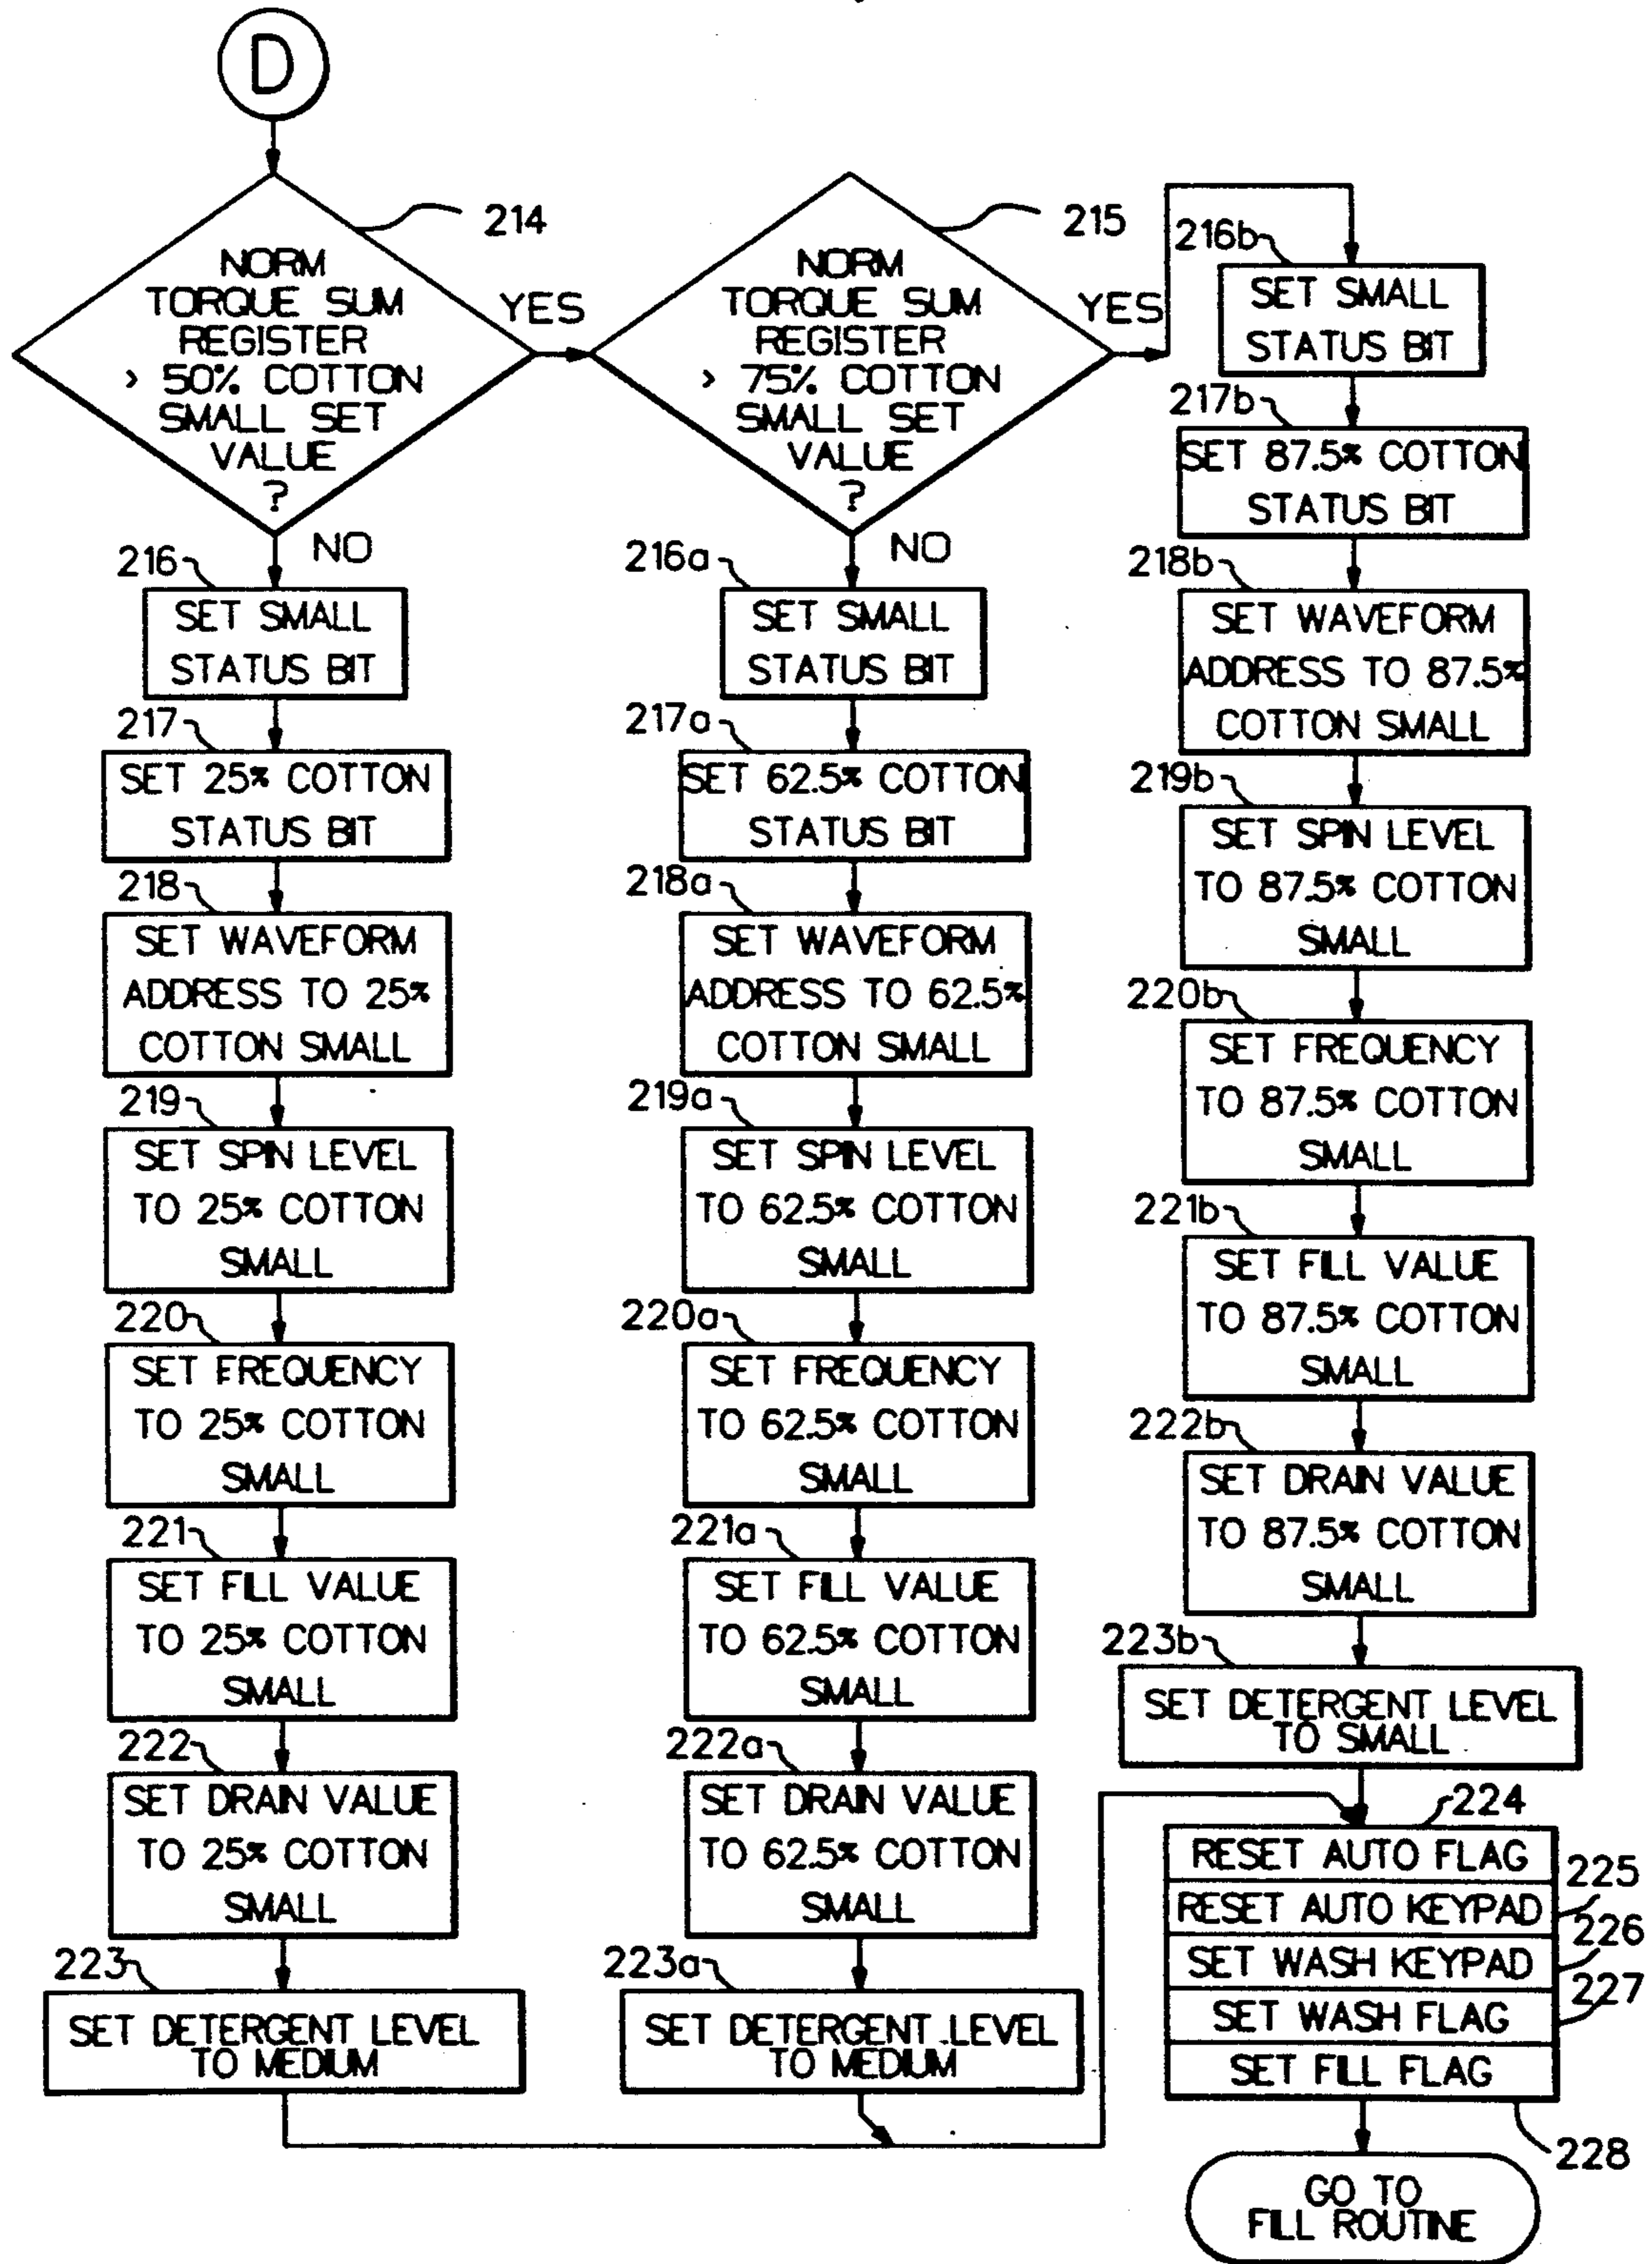 D
214
NORM
TORQUE SUM
REGISTER
> 50% COTTON
SMALL SET
VALUE
?
YES
NO
215
NORM
TORQUE SUM
REGISTER
> 75% COTTON
SMALL SET
VALUE
?
YES
NO
216
SET SMALL
STATUS BIT
217
SET 25% COTTON
STATUS BIT
218
SET WAVEFORM
ADDRESS TO 25%
COTTON SMALL
219
SET SPIN LEVEL
TO 25% COTTON
SMALL
220
SET FREQUENCY
TO 25% COTTON
SMALL
221
SET FILL VALUE
TO 25% COTTON
SMALL
222
SET DRAIN VALUE
TO 25% COTTON
SMALL
223
SET DETERGENT LEVEL
TO MEDIUM
216a
SET SMALL
STATUS BIT
217a
SET 62.5% COTTON
STATUS BIT
218a
SET WAVEFORM
ADDRESS TO 62.5%
COTTON SMALL
219a
SET SPIN LEVEL
TO 62.5% COTTON
SMALL
220a
SET FREQUENCY
TO 62.5% COTTON
SMALL
221a
SET FILL VALUE
TO 62.5% COTTON
SMALL
222a
SET DRAIN VALUE
TO 62.5% COTTON
SMALL
223a
SET DETERGENT LEVEL
TO MEDIUM
216b
SET SMALL
STATUS BIT
217b
SET 87.5% COTTON
STATUS BIT
218b
SET WAVEFORM
ADDRESS TO 87.5%
COTTON SMALL
219b
SET SPIN LEVEL
TO 87.5% COTTON
SMALL
220b
SET FREQUENCY
TO 87.5% COTTON
SMALL
221b
SET FILL VALUE
TO 87.5% COTTON
SMALL
222b
SET DRAIN VALUE
TO 87.5% COTTON
SMALL
223b
SET DETERGENT LEVEL
TO SMALL
224
RESET AUTO FLAG
225
RESET AUTO KEYPAD
226
SET WASH KEYPAD
227
SET WASH FLAG
SET FILL FLAG
228
GO TO
FILL ROUTINE